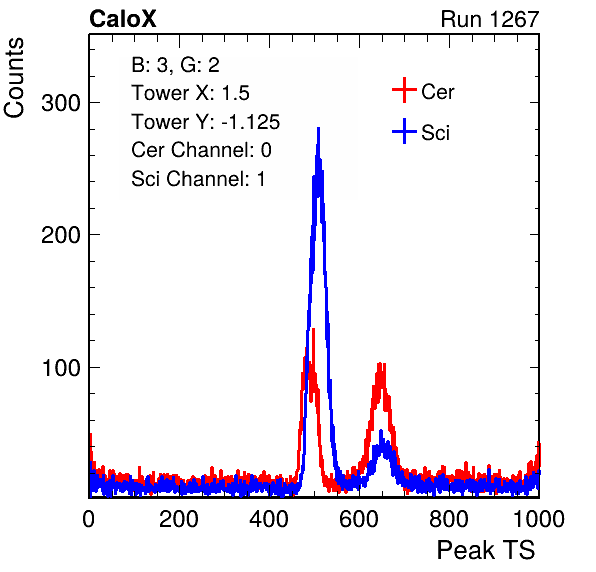 CaloX
Run 1267
Counts
B: 3, G: 2
Tower X: 1.5
Tower Y: -1.125
Cer Channel: 0
Sci Channel: 1
Cer
Sci
300
200
100
0
200
400
600
800
1000
Peak TS